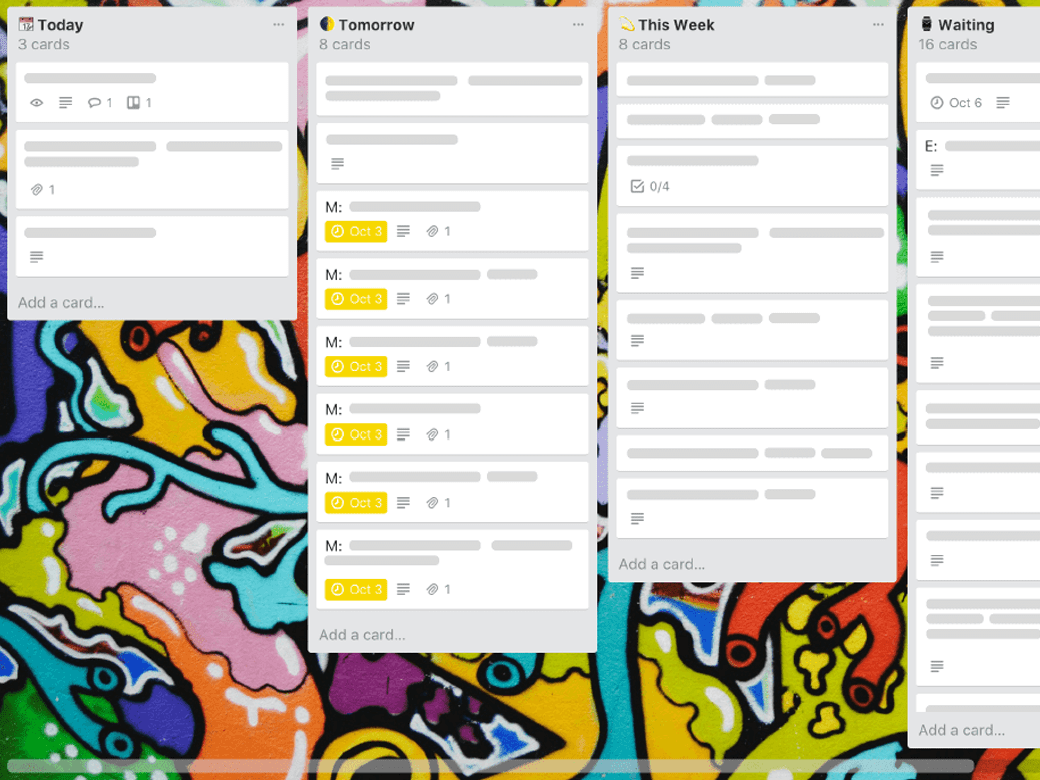 Today
3 cards
1
1
1
Add a card...
Tomorrow
8 cards
M:
Oct 3
1
M:
Oct 3
1
M:
Oct 3
1
M:
Oct 3
1
M:
Oct 3
1
M:
Oct 3
1
Add a card...
This Week
8 cards
0/4
Add a card...
Waiting
16 cards
Oct 6
E:
Add a card...